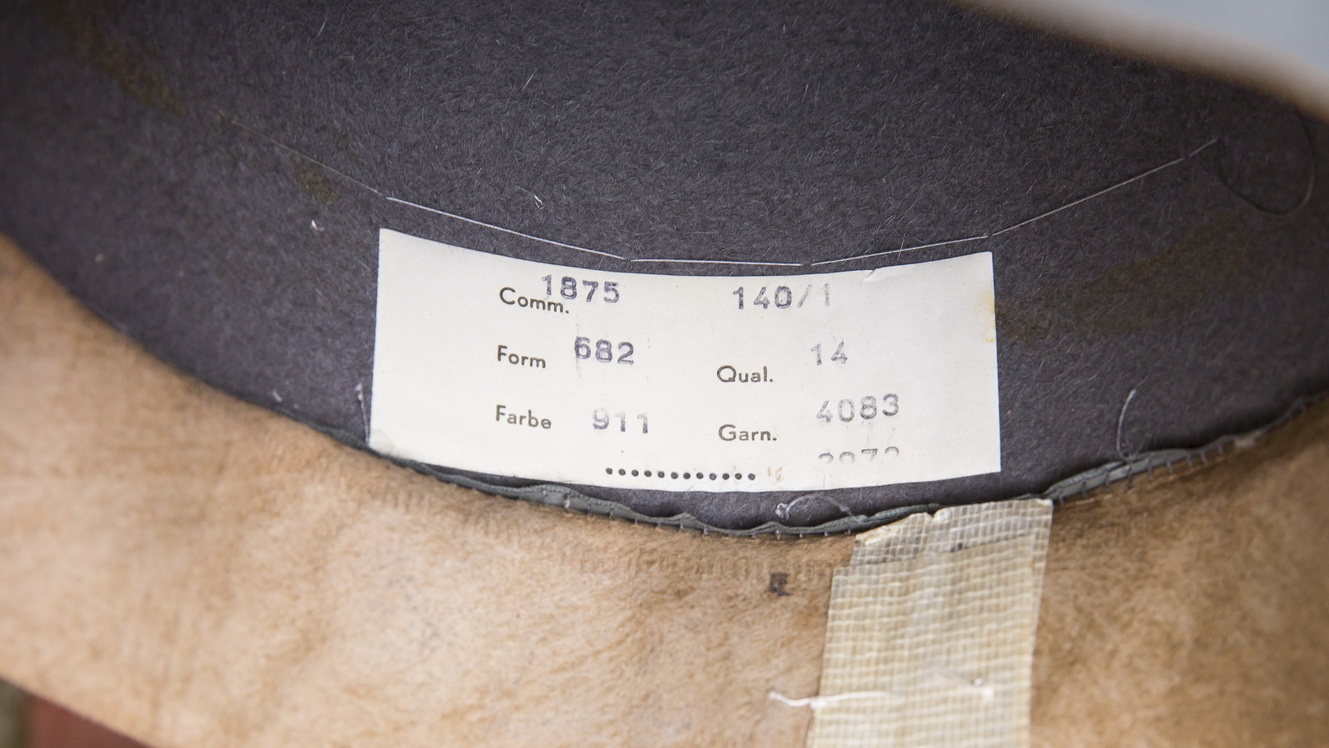 Comm. 1875 140/1
Form 682 Qual. 14
Farbe 911 Garn. 4083